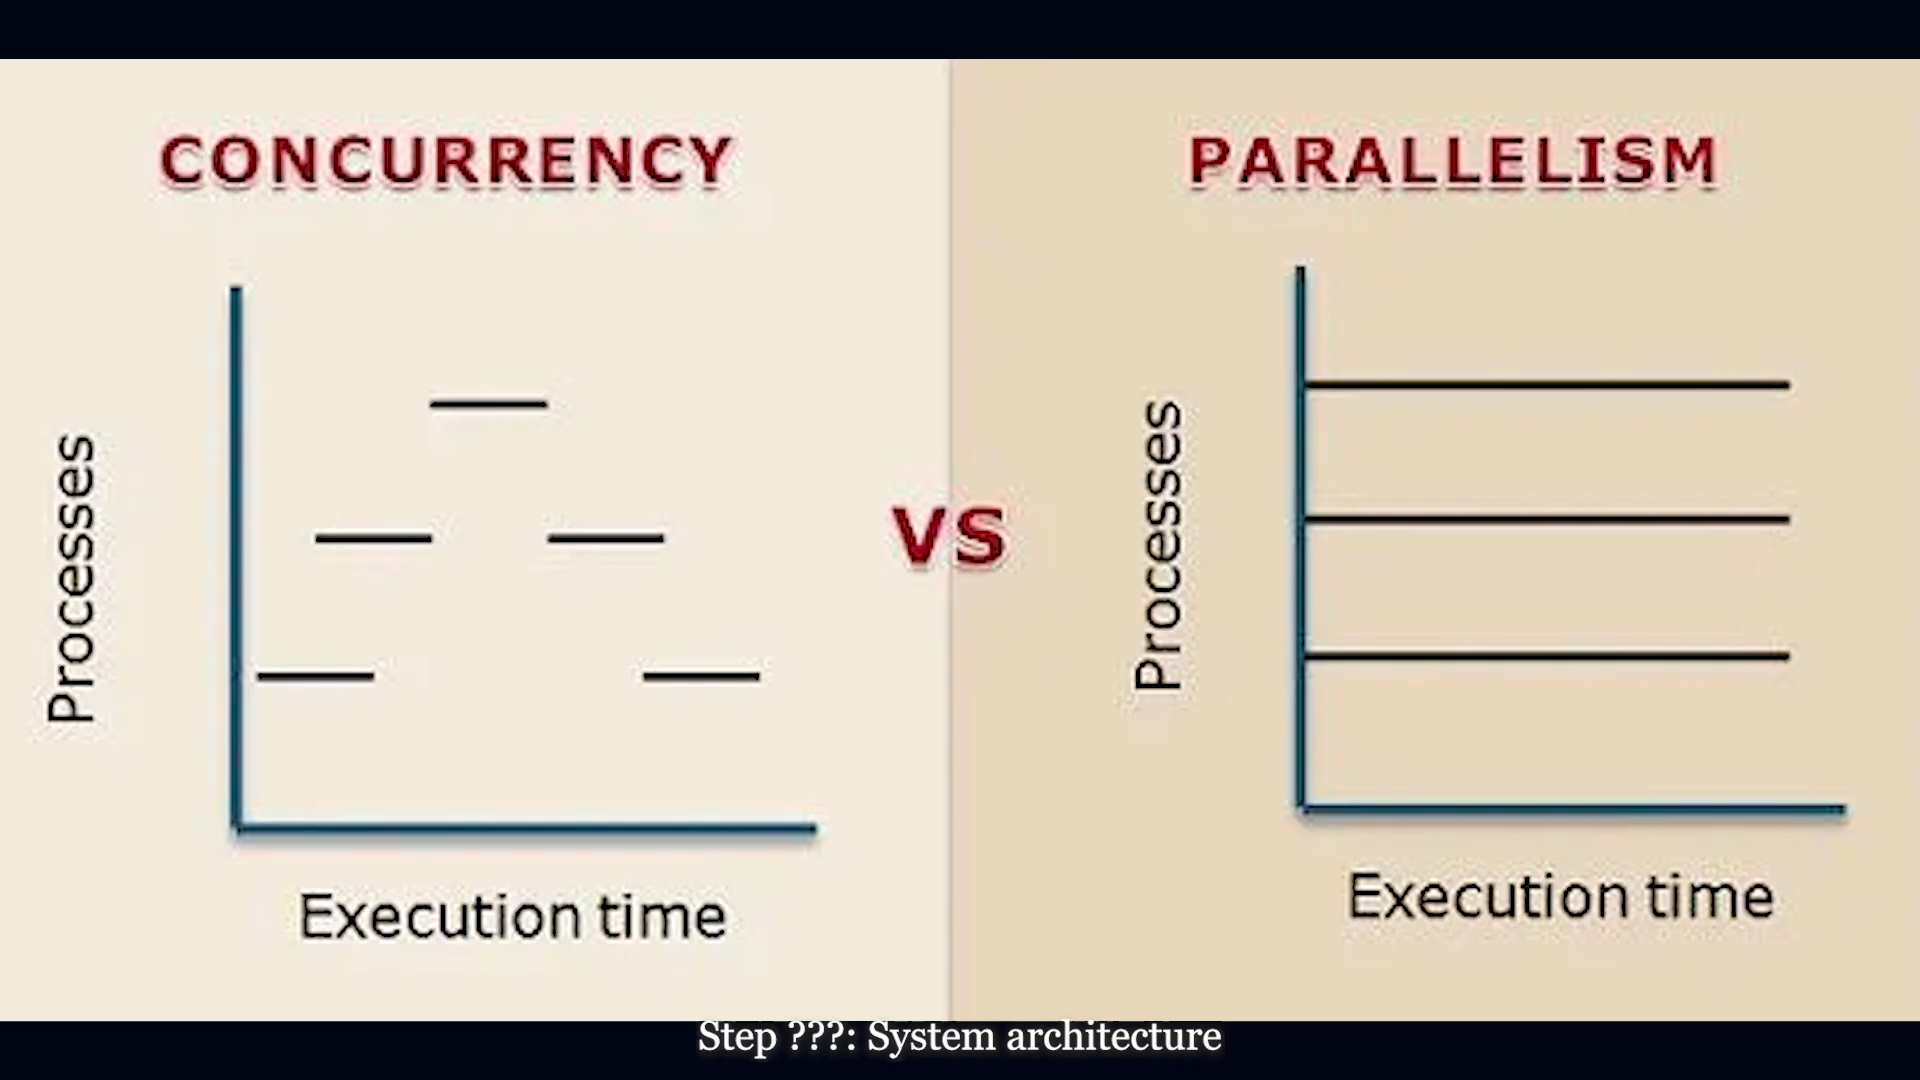 CONCURRENCY
Processes
Execution time
VS
PARALLELISM
Processes
Execution time
Step ???: System architecture